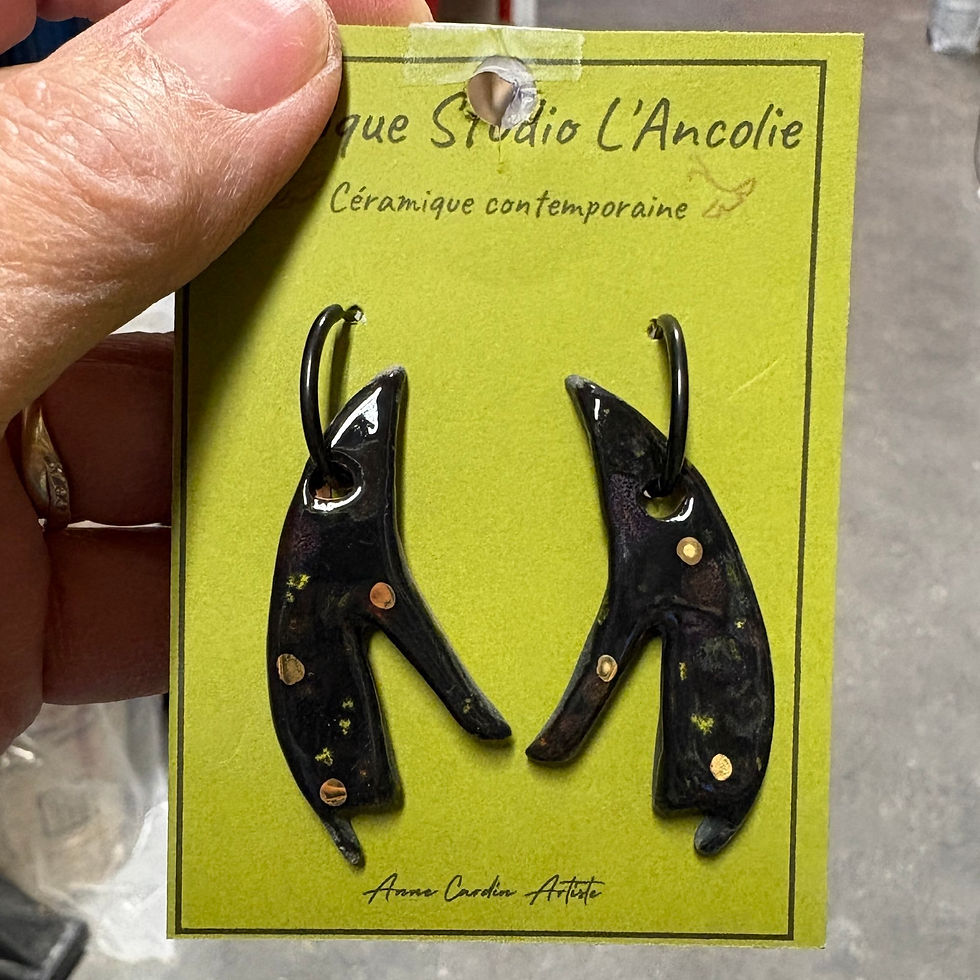 que Studio L'Ancolie
Céramique contemporaine
Anne Cardin Artiste